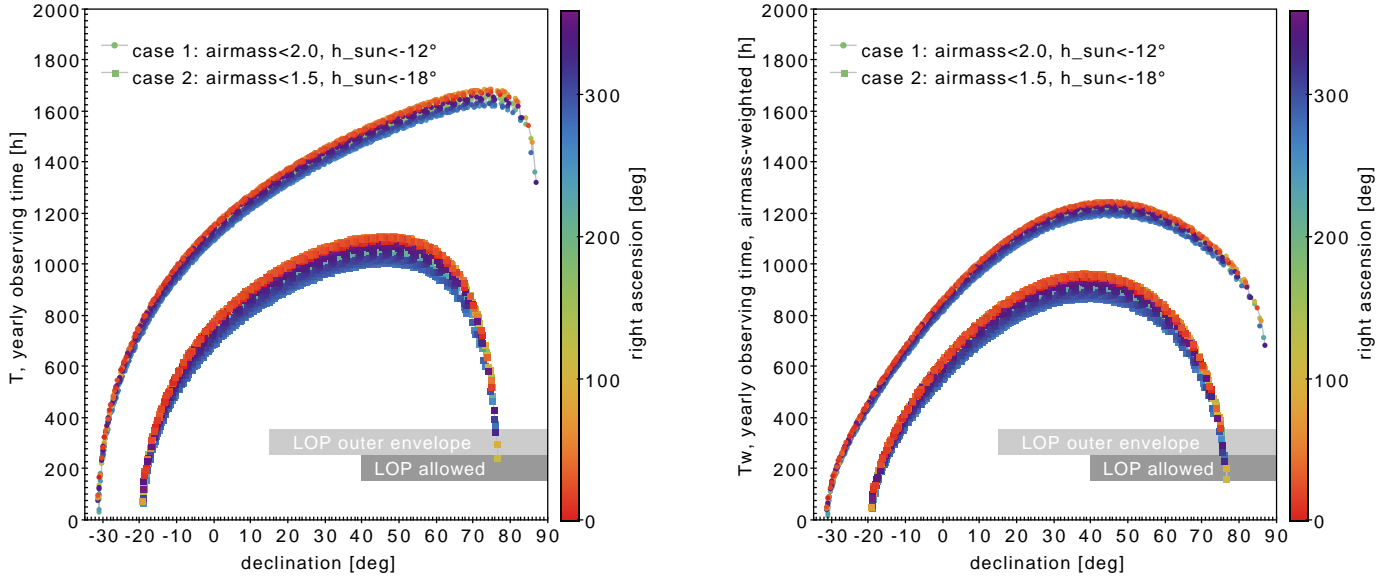 2000
1800
1600
1400
1200
1000
800
600
400
200
0
T, yearly observing time [h]
case 1: airmass<2.0, h_sun<-12°
case 2: airmass<1.5, h_sun<-18°
LOP outer envelope
LOP allowed
-30 -20 -10 0 10 20 30 40 50 60 70 80 90
declination [deg]
300
200
100
0
right ascension [deg]
2000
1800
1600
1400
1200
1000
800
600
400
200
0
Tw, yearly observing time, airmass-weighted [h]
case 1: airmass<2.0, h_sun<-12°
case 2: airmass<1.5, h_sun<-18°
LOP outer envelope
LOP allowed
-30 -20 -10 0 10 20 30 40 50 60 70 80 90
declination [deg]
300
200
100
0
right ascension [deg]